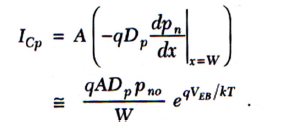 I_{Cp} = A \left( -qD_p \frac{dp_n}{dx} \bigg|_{x=W} \right)
\cong \frac{qAD_p p_{no}}{W} e^{qV_{EB}/kT} .